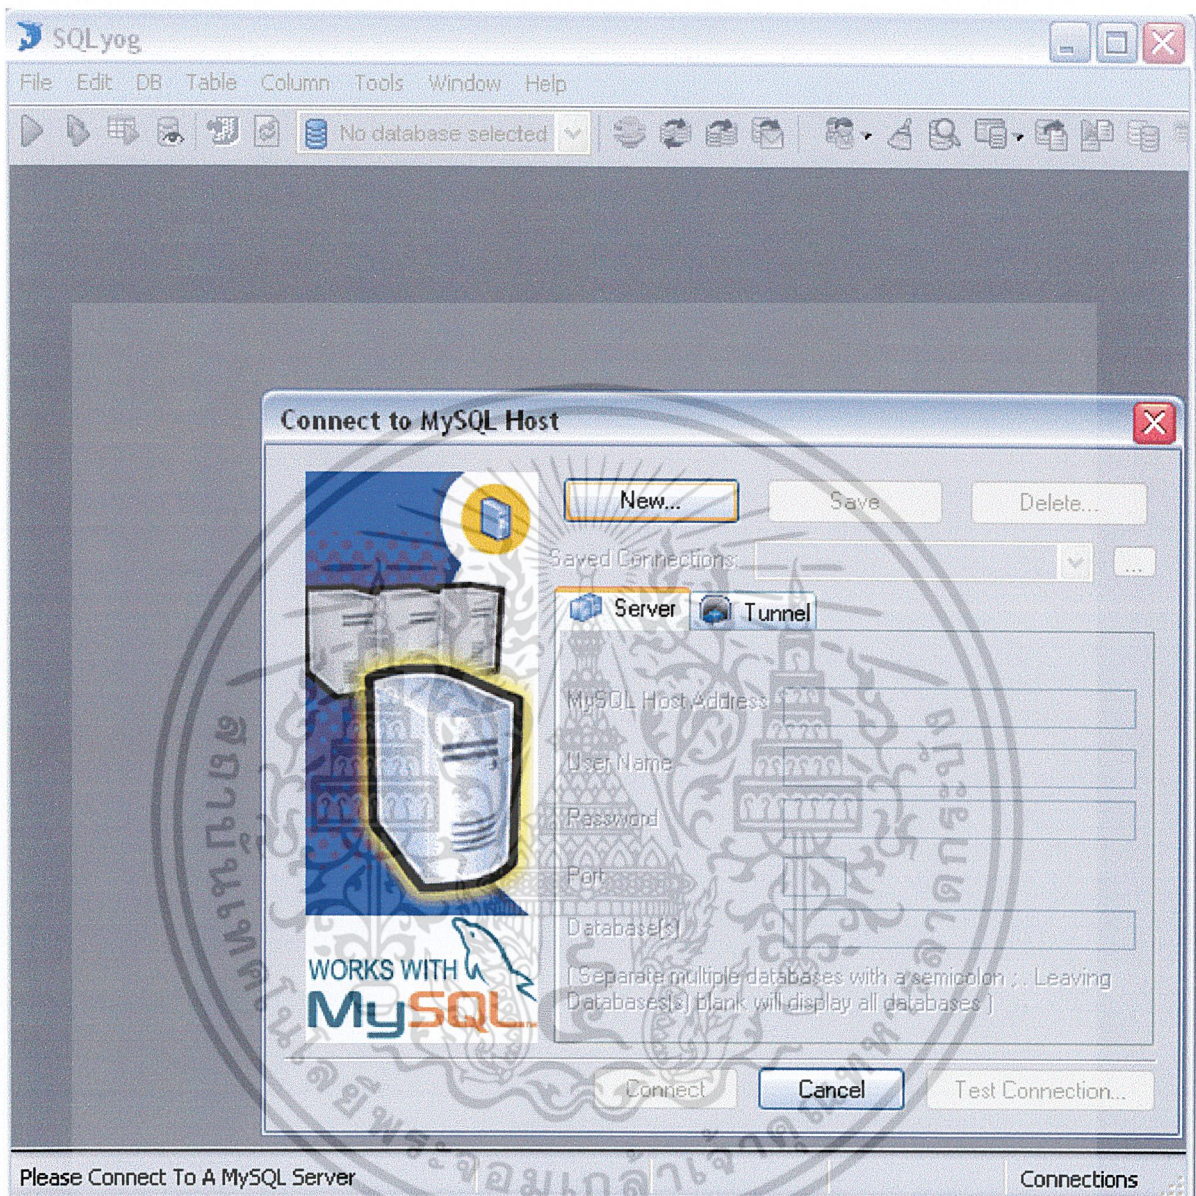 SQLyog
File Edit DB Table Column Tools Window Help
No database selected
Connect to MySQL Host
New... Save Delete...
Saved Connections: ...
Server Tunnel
MySQL Host Address
User Name
Password
Port
Database(s)
( Separate multiple databases with a semicolon ; . Leaving
Databases(s) blank will display all databases )
WORKS WITH
MySQL
Connect Cancel Test Connection...
Please Connect To A MySQL Server Connections